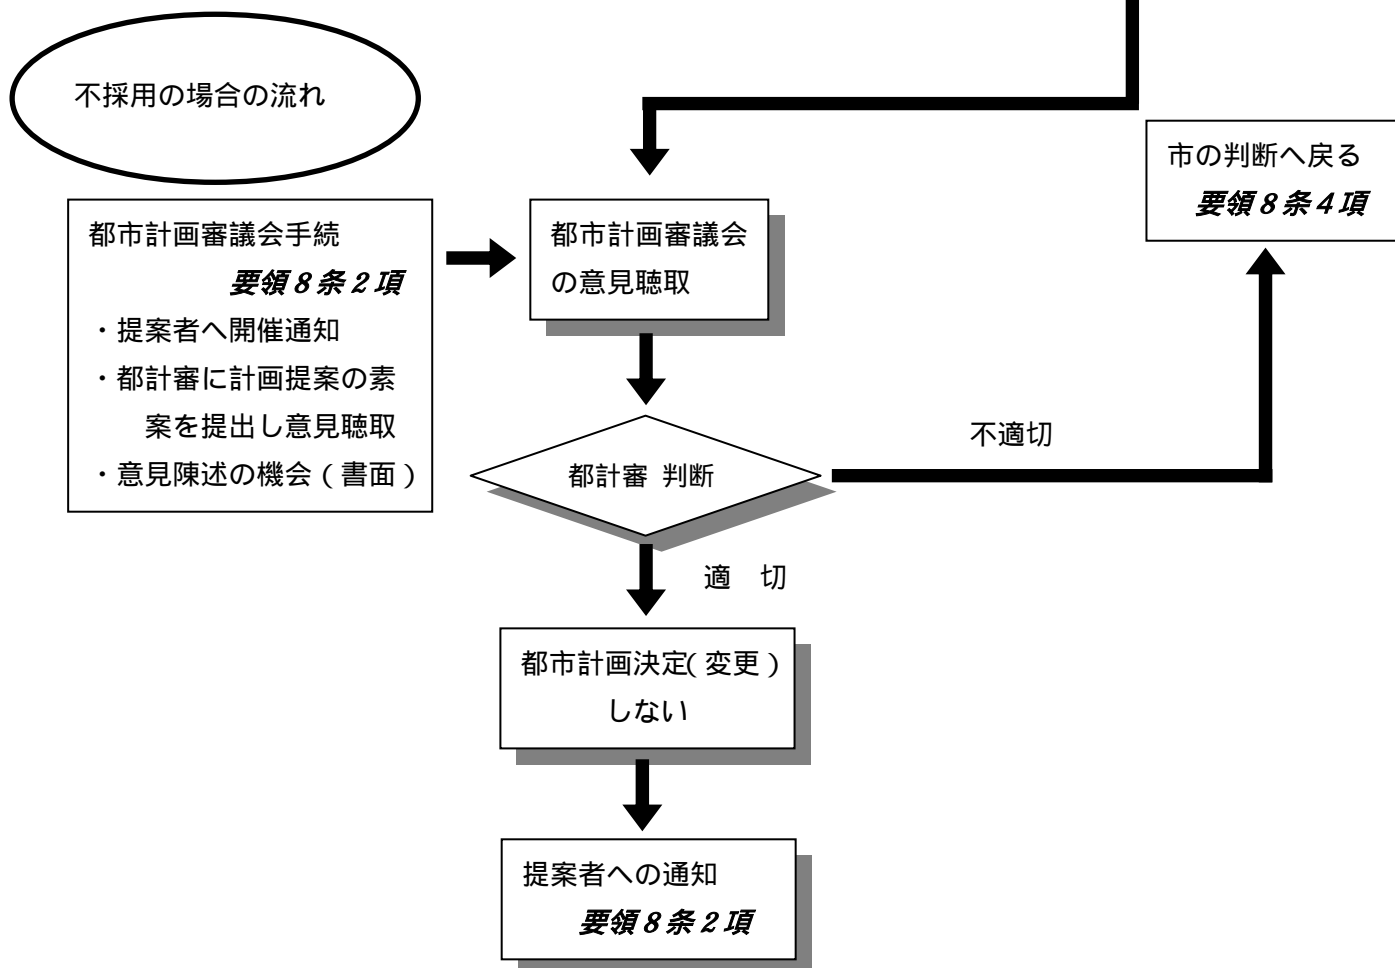 不採用の場合の流れ
市の判断へ戻る
要領８条４項
都市計画審議会手続
要領８条２項
・提案者へ開催通知
・都計審に計画提案の素
案を提出し意見聴取
・意見陳述の機会（書面）
都市計画審議会
の意見聴取
都計審 判断
不適切
適　切
都市計画決定（変更）
しない
提案者への通知
要領８条２項